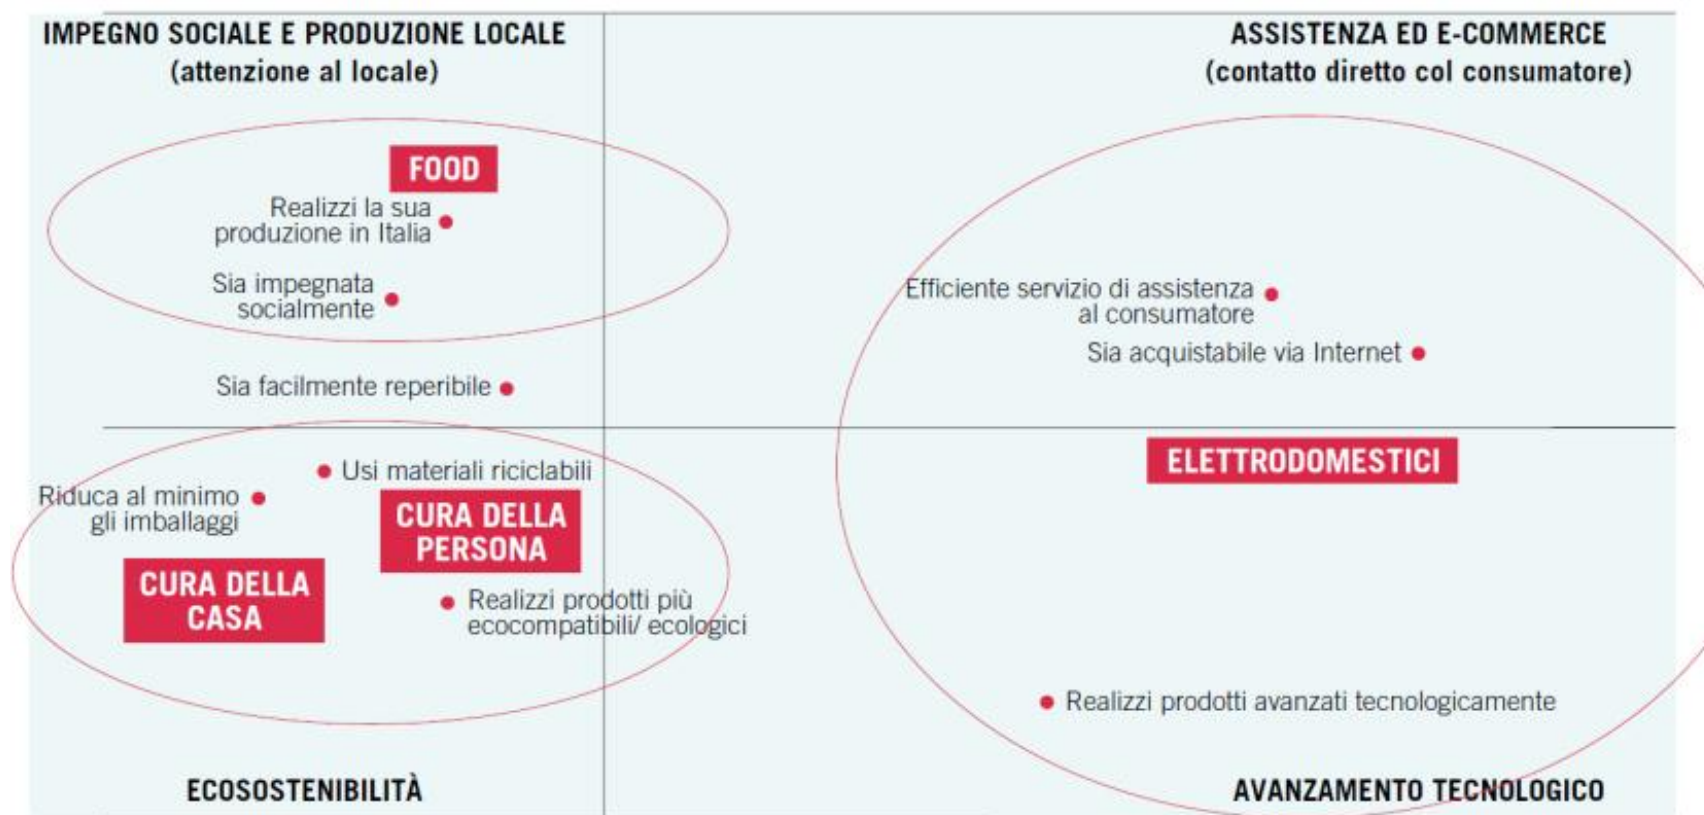 IMPEGNO SOCIALE E PRODUZIONE LOCALE
(attenzione al locale)
ASSISTENZA ED E-COMMERCE
(contatto diretto col consumatore)
FOOD
Realizzi la sua
produzione in Italia
Sia impegnata
socialmente
Efficiente servizio di assistenza
al consumatore
Sia acquistabile via Internet
Sia facilmente reperibile
ELETTRODOMESTICI
Usi materiali riciclabili
Riduca al minimo
gli imballaggi
CURA DELLA
PERSONA
CURA DELLA
CASA
Realizzi prodotti più
ecocompatibili/ ecologici
Realizzi prodotti avanzati tecnologicamente
ECOSOSTENIBILITÀ
AVANZAMENTO TECNOLOGICO